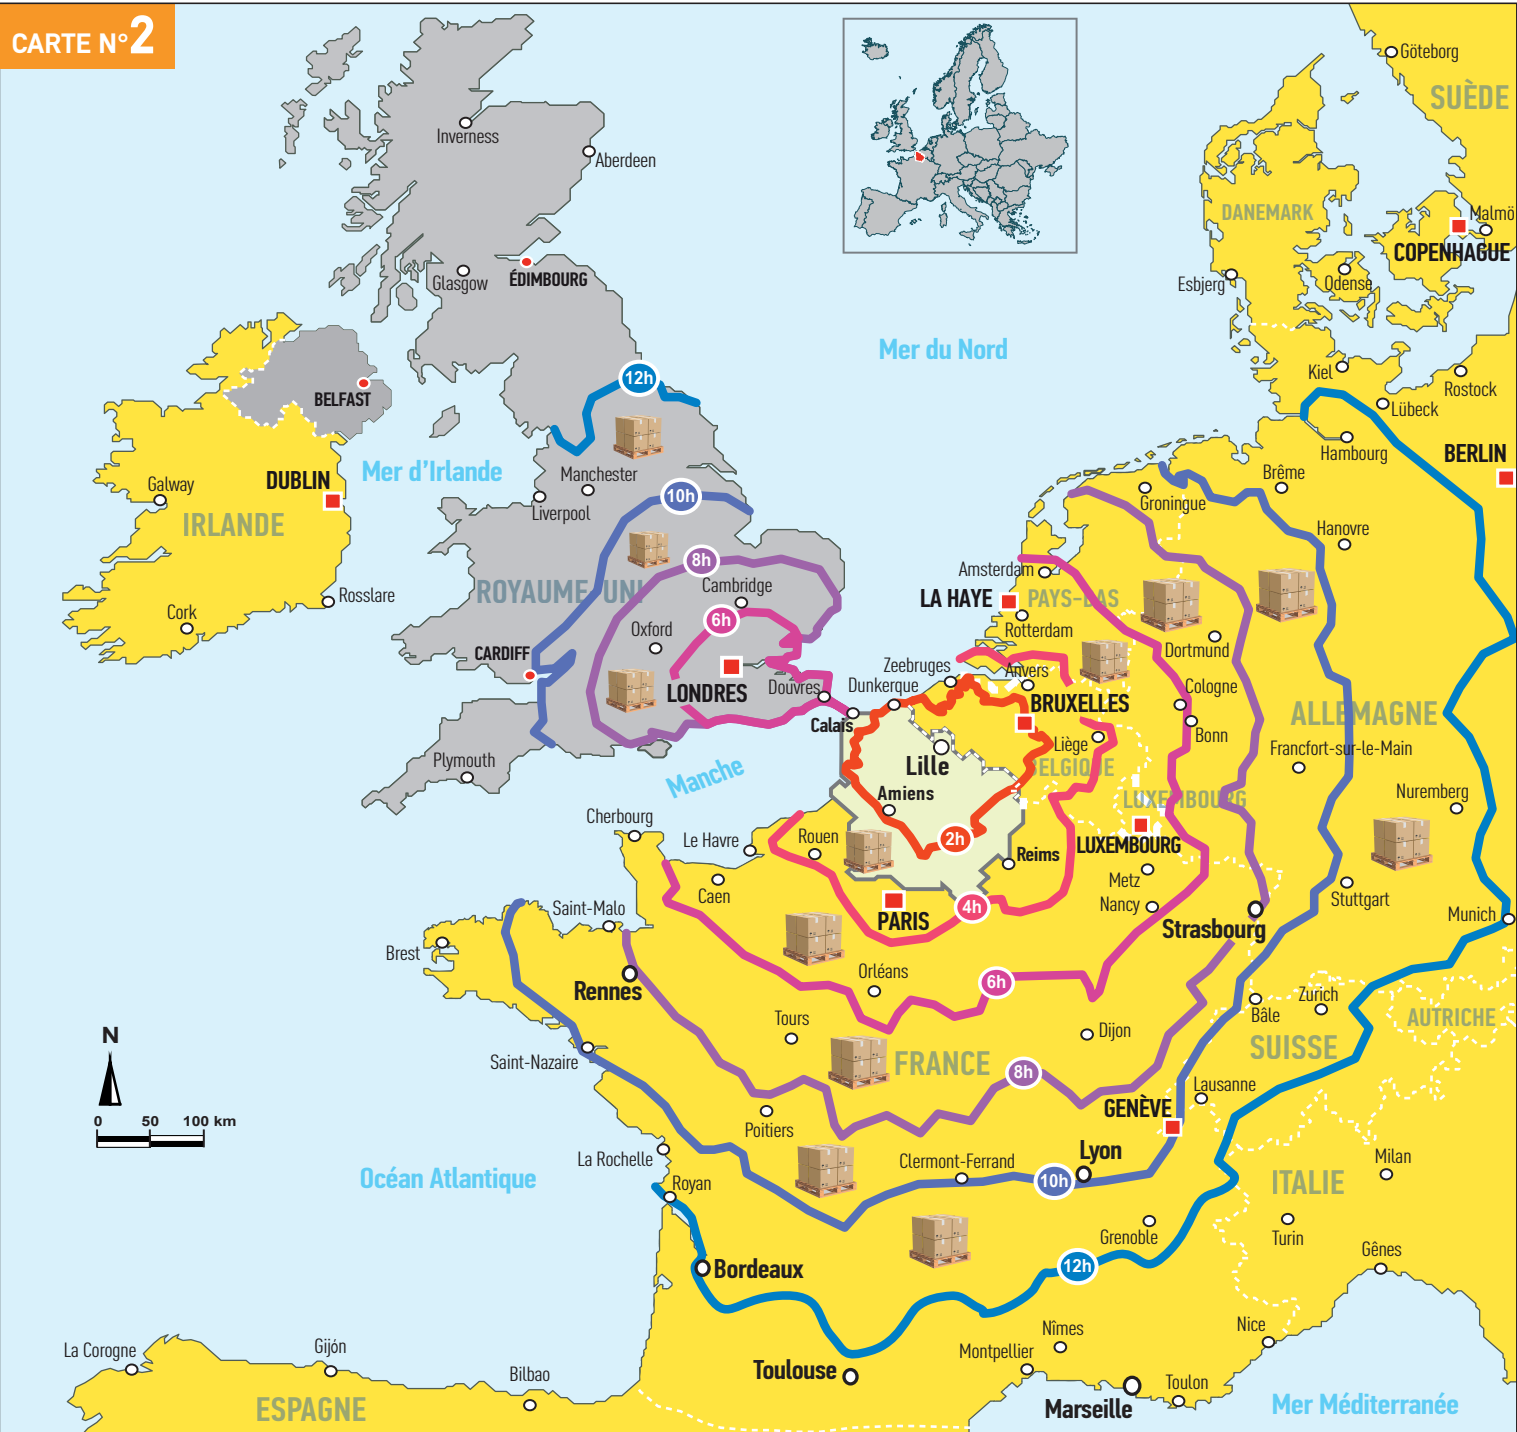 CARTE N°2
Göteborg
SUÈDE
Inverness
Aberdeen
DANEMARK
Malmö
COPENHAGUE
Glasgow
ÉDIMBOURG
Esbjerg
Odense
Mer du Nord
Kiel
Rostock
12h
BELFAST
Lübeck
Hambourg
BERLIN
Mer d'Irlande
Manchester
DUBLIN
Galway
Liverpool
10h
Brême
Groningue
IRLANDE
Hanovre
8h
Amsterdam
ROYAUME-UNI
Cambridge
LA HAYE
PAYS-BAS
Rosslare
Cork
6h
Oxford
Rotterdam
Dortmund
CARDIFF
LONDRES
Douvres
Zeebruges
Anvers
Dunkerque
Cologne
BRUXELLES
Calais
ALLEMAGNE
Bonn
Liège
Francfort-sur-le-Main
Plymouth
Manche
Lille
BELGIQUE
Amiens
LUXEMBOURG
Nuremberg
Cherbourg
Le Havre
Rouen
2h
Reims
LUXEMBOURG
Caen
Metz
Nancy
Stuttgart
Saint-Malo
4h
PARIS
Strasbourg
Munich
Brest
Rennes
Orléans
6h
Zurich
Bâle
AUTRICHE
N
Tours
Dijon
SUISSE
Saint-Nazaire
FRANCE
8h
Lausanne
0 50 100 km
GENÈVE
Poitiers
La Rochelle
Clermont-Ferrand
Lyon
10h
Milan
Océan Atlantique
Royan
ITALIE
Grenoble
Turin
Gênes
Bordeaux
12h
Nîmes
Nice
La Corogne
Gijón
Montpellier
Bilbao
Toulouse
Toulon
Marseille
ESPAGNE
Mer Méditerranée